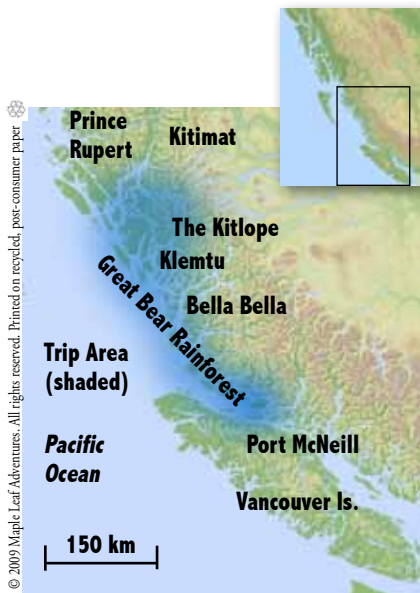 Prince
Rupert
Kitimat
The Kitlope
Klemtu
Great Bear Rainforest
Bella Bella
Trip Area
(shaded)
Pacific
Ocean
Port McNeill
Vancouver Is.
150 km
© 2009 Maple Leaf Adventures. All rights reserved. Printed on recycled, post-consumer paper